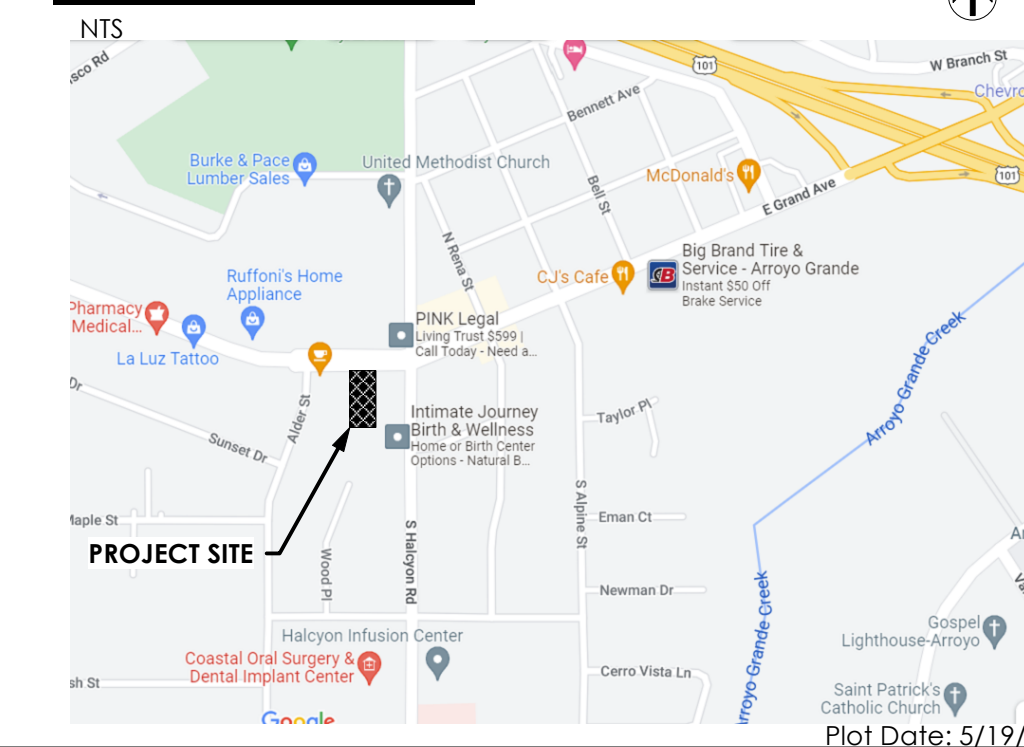 NTS
sco Rd
101
W Branch St
Chevro
Bennett Ave
Burke & Pace
Lumber Sales
United Methodist Church
McDonald's
101
Bell St
E Grand Ave
N Rena St
Big Brand Tire &
Service - Arroyo Grande
Instant $50 Off
Brake Service
CJ's Cafe
Ruffoni's Home
Appliance
Pharmacy
Medical...
La Luz Tattoo
PINK Legal
Living Trust $599 |
Call Today - Need a...
Arroyo Grande Creek
Dr
Alder St
Sunset Dr
Intimate Journey
Birth & Wellness
Home or Birth Center
Options - Natural B...
Taylor Pl
Maple St
S Halcyon Rd
S Alpine St
Eman Ct
PROJECT SITE
Wood Pl
Newman Dr
Arroyo Grande Creek
Halcyon Infusion Center
Coastal Oral Surgery &
Dental Implant Center
Gospel
Lighthouse-Arroyo
Cerro Vista Ln
sh St
Saint Patrick's
Catholic Church
Google
Plot Date: 5/19/